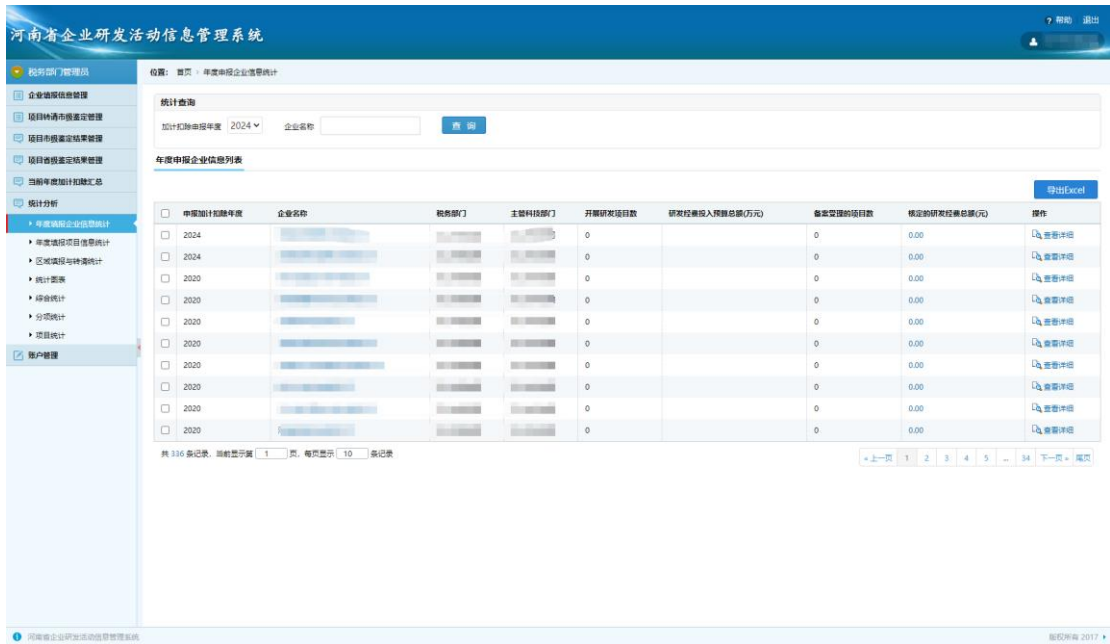 ? 帮助 退出
河南省企业研发活动信息管理系统
税务部门管理员
位置： 首页 › 年度申报企业信息统计
企业填报信息管理
项目转请市级鉴定管理
项目市级鉴定结果管理
项目省级鉴定结果管理
当前年度加计扣除汇总
统计分析
年度填报企业信息统计
年度填报项目信息统计
区域填报与转请统计
统计图表
综合统计
分项统计
项目统计
账户管理
统计查询
加计扣除申报年度 2024 企业名称 查 询
年度申报企业信息列表
导出Excel
申报加计扣除年度 企业名称 税务部门 主管科技部门 开展研发项目数 研发经费投入预算总额(万元) 备案受理的项目数 核定的研发经费总额(元) 操作
2024 0 0 0.00 查看详细
2024 0 0 0.00 查看详细
2020 0 0 0.00 查看详细
2020 0 0 0.00 查看详细
2020 0 0 0.00 查看详细
2020 0 0 0.00 查看详细
2020 0 0 0.00 查看详细
2020 0 0 0.00 查看详细
2020 0 0 0.00 查看详细
2020 0 0 0.00 查看详细
共 336 条记录，当前显示第 1 页，每页显示 10 条记录
« 上一页 1 2 3 4 5 ... 34 下一页 » 尾页
河南省企业研发活动信息管理系统
版权所有 2017